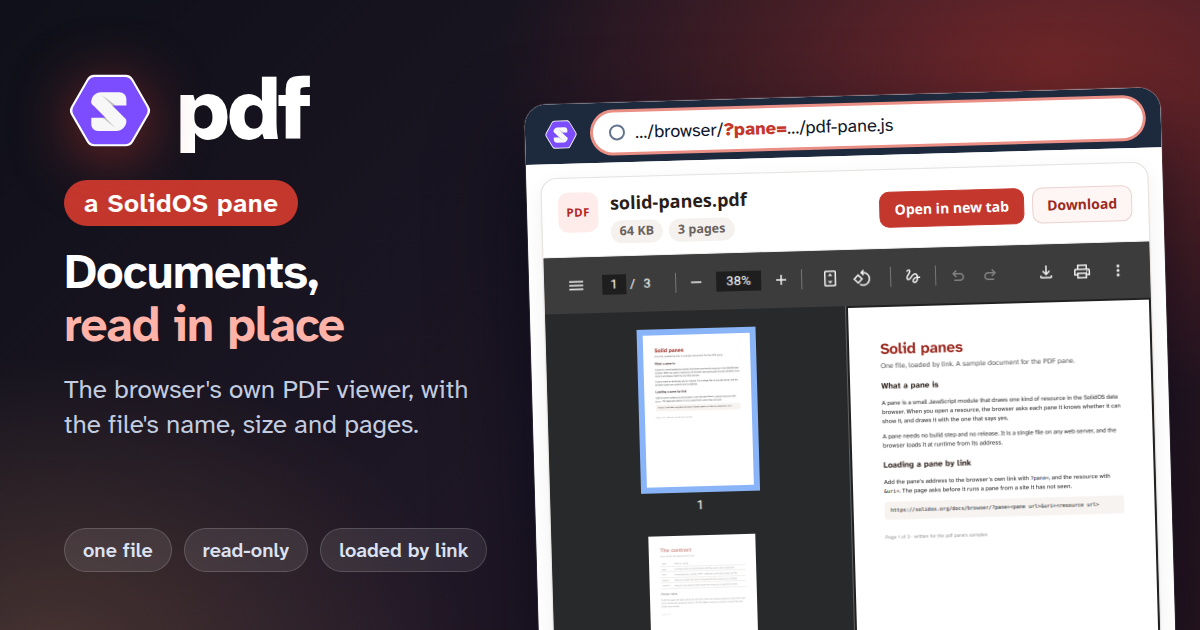 pdf
a SolidOS pane
Documents,
read in place
The browser's own PDF viewer, with
the file's name, size and pages.
one file
read-only
loaded by link
.../browser/?pane=.../pdf-pane.js
PDF
solid-panes.pdf
64 KB
3 pages
Open in new tab
Download
1 / 3
38%
Solid panes
What a pane is
Loading a pane by link
1
The contract
Solid panes
One file, loaded by link. A sample document for the PDF pane.
What a pane is
A pane is a small JavaScript module that draws one kind of resource in the SolidOS data
browser. When you open a resource, the browser asks each pane it knows whether it can
show it, and draws it with the one that says yes.
A pane needs no build step and no release. It is a single file on any web server, and the
browser loads it at runtime from its address.
Loading a pane by link
Add the pane's address to the browser's own link with ?pane=, and the resource with
&uri=. The page asks before it runs a pane from a site it has not seen.
https://solidos.org/docs/browser/?pane=<pane url>&uri=<resource url>
Page 1 of 3 · written for the pdf pane's samples